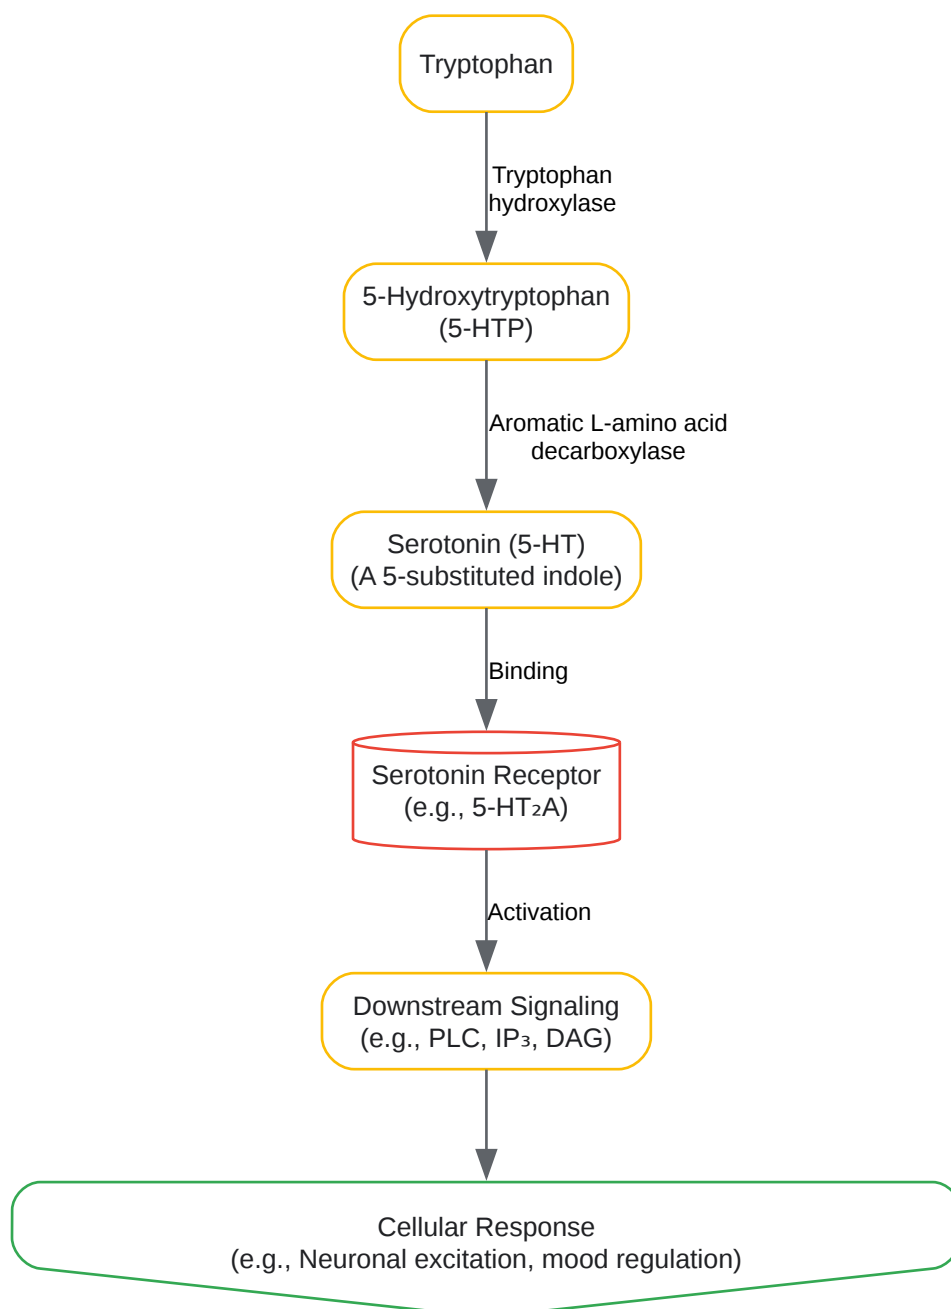 Tryptophan
Tryptophan
hydroxylase
5-Hydroxytryptophan
(5-HTP)
Aromatic L-amino acid
decarboxylase
Serotonin (5-HT)
(A 5-substituted indole)
Binding
Serotonin Receptor
(e.g., 5-HT₂A)
Activation
Downstream Signaling
(e.g., PLC, IP₃, DAG)
Cellular Response
(e.g., Neuronal excitation, mood regulation)